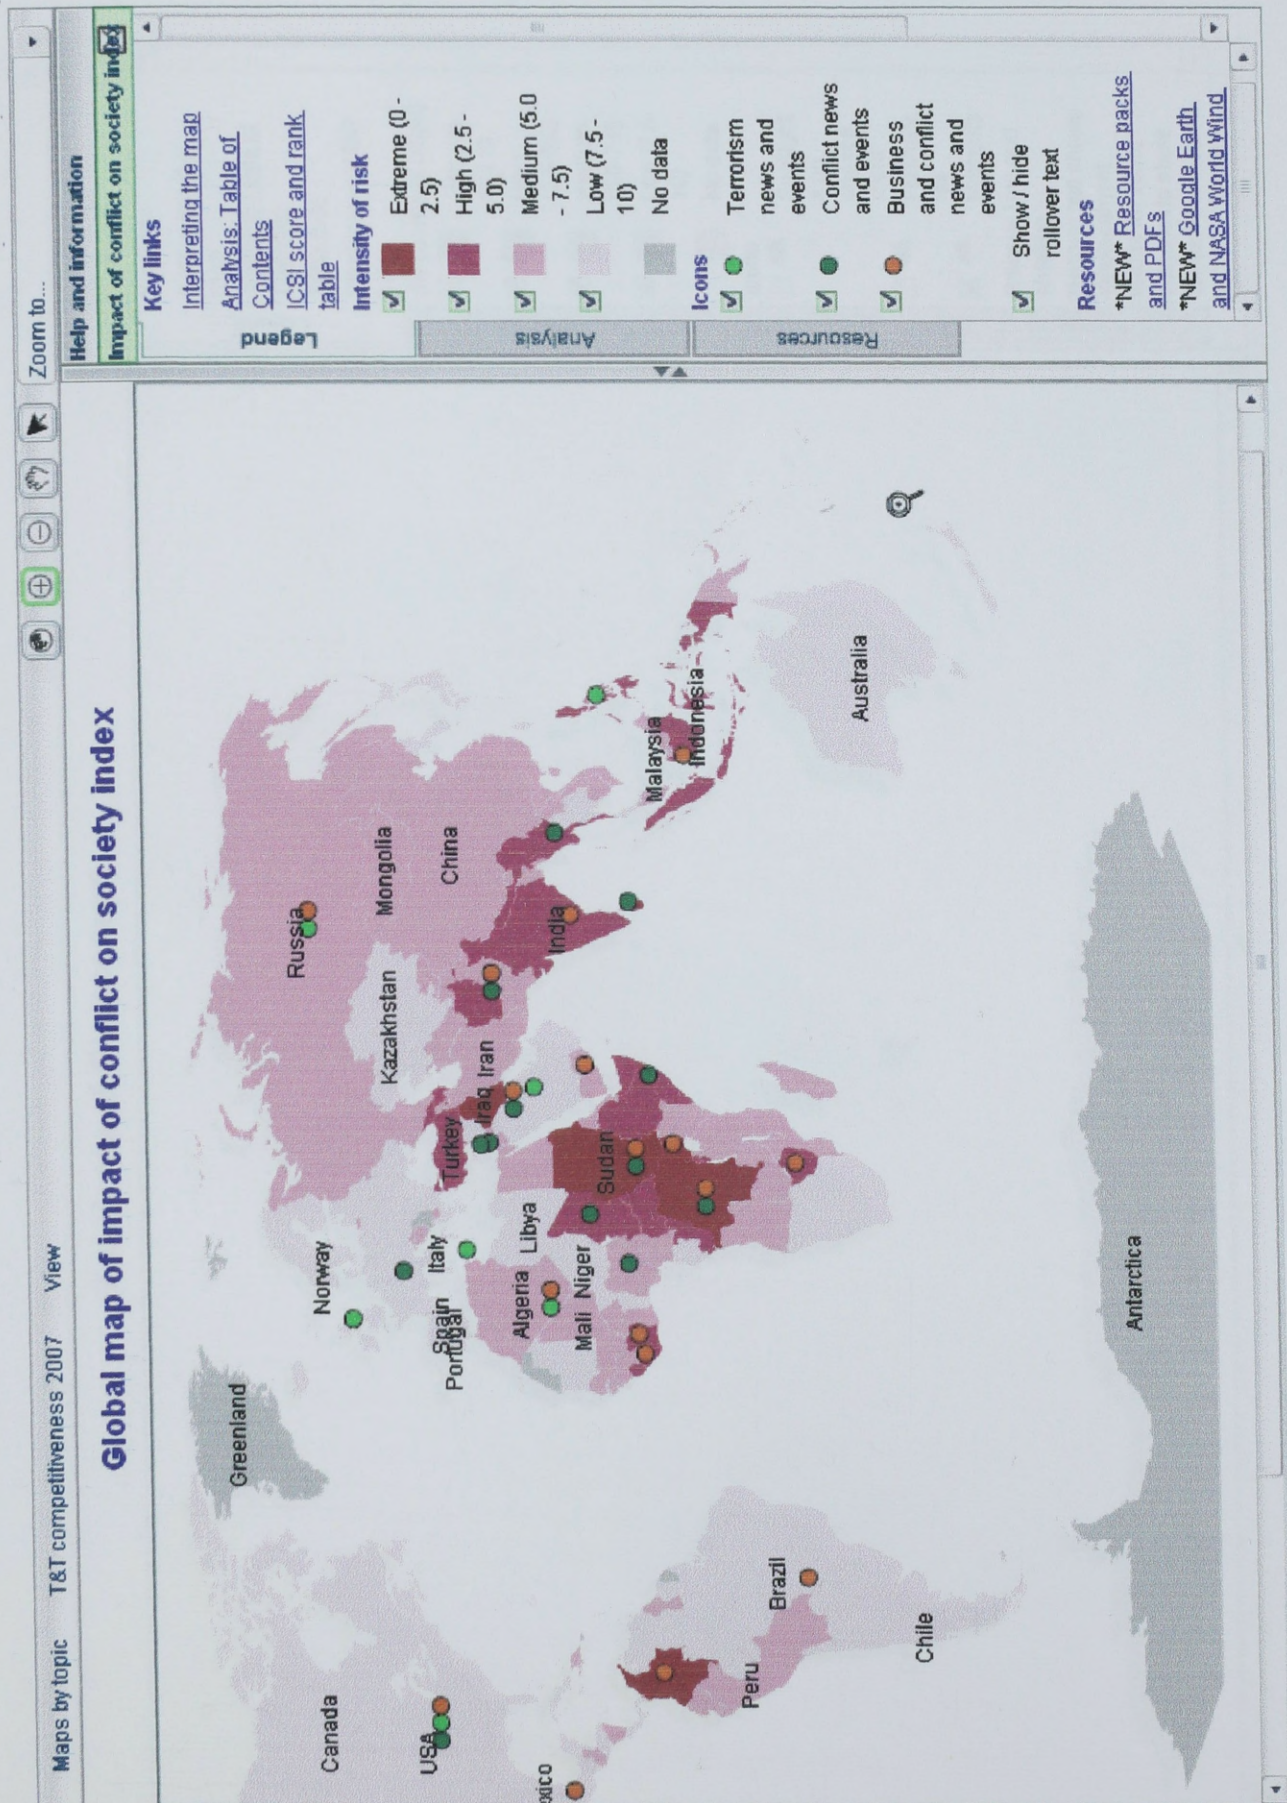 Maps by topic
T&T competitiveness 2007
View
Zoom to...
Global map of impact of conflict on society index
Help and information
Impact of conflict on society index
Legend
Analysis
Resources
Key links
Interpreting the map
Analysis: Table of
Contents
ICSI score and rank
table
Intensity of risk
Extreme (0 -
2.5)
High (2.5 -
5.0)
Medium (5.0
- 7.5)
Low (7.5 -
10)
No data
Icons
Terrorism
news and
events
Conflict news
and events
Business
and conflict
news and
events
Show / hide
rollover text
Resources
*NEW* Resource packs
and PDFs
*NEW* Google Earth
and NASA World Wind
Greenland
Canada
USA
Norway
Russia
Kazakhstan
Mongolia
China
Italy
Spain
Portugal
Turkey
Iraq
Iran
Algeria
Libya
Mali
Niger
Sudan
India
Malaysia
Indonesia
Peru
Brazil
Chile
Australia
Antarctica